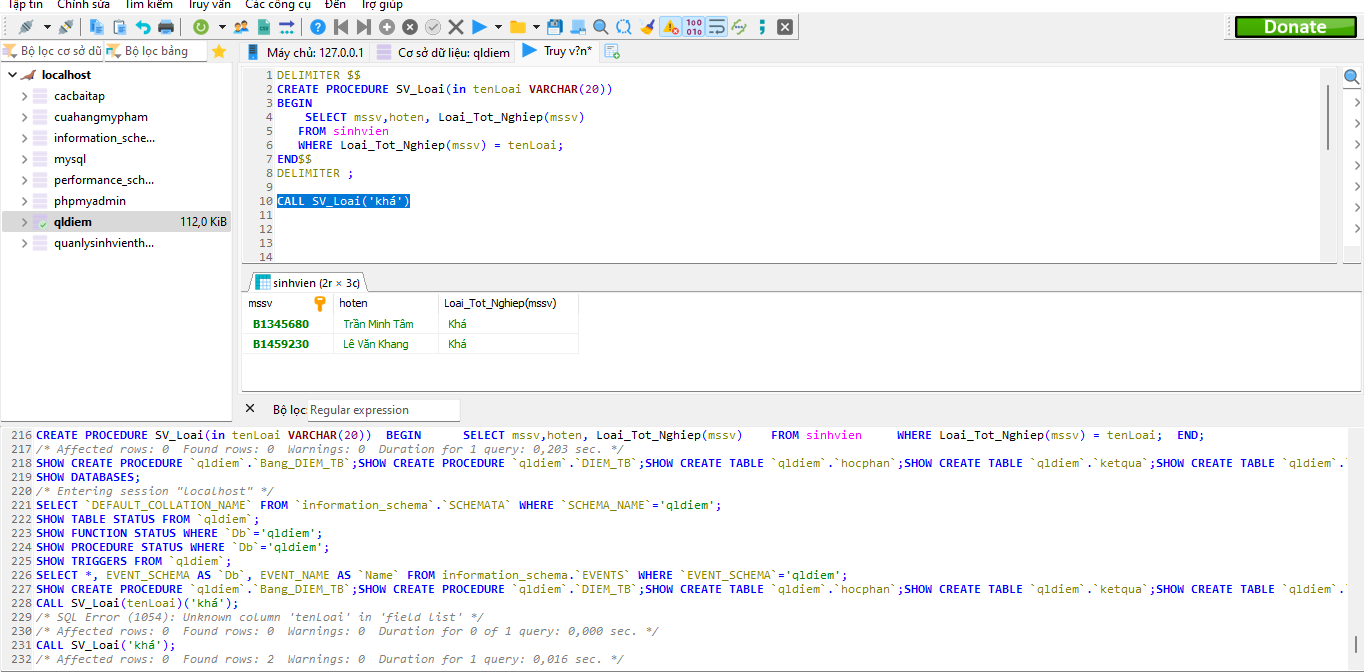 Tập tin Chỉnh sửa Tìm kiếm Truy vấn Các công cụ Đến Trợ giúp
Donate
Bộ lọc cơ sở dữ Bộ lọc bảng
Máy chủ: 127.0.0.1 Cơ sở dữ liệu: qldiem Truy v?n*
localhost
cacbaitap
cuahangmypham
information_sche...
mysql
performance_sch...
phpmyadmin
qldiem 112,0 KiB
quanlysinhvienth...
1 DELIMITER $$
2 CREATE PROCEDURE SV_Loai(in tenLoai VARCHAR(20))
3 BEGIN
4 SELECT mssv,hoten, Loai_Tot_Nghiep(mssv)
5 FROM sinhvien
6 WHERE Loai_Tot_Nghiep(mssv) = tenLoai;
7 END$$
8 DELIMITER ;
9
10 CALL SV_Loai('khá')
11
12
13
14
sinhvien (2r × 3c)
mssv hoten Loai_Tot_Nghiep(mssv)
B1345680 Trần Minh Tâm Khá
B1459230 Lê Văn Khang Khá
Bộ lọc: Regular expression
216 CREATE PROCEDURE SV_Loai(in tenLoai VARCHAR(20)) BEGIN SELECT mssv,hoten, Loai_Tot_Nghiep(mssv) FROM sinhvien WHERE Loai_Tot_Nghiep(mssv) = tenLoai; END;
217 /* Affected rows: 0 Found rows: 0 Warnings: 0 Duration for 1 query: 0,203 sec. */
218 SHOW CREATE PROCEDURE `qldiem`.`Bang_DIEM_TB`;SHOW CREATE PROCEDURE `qldiem`.`DIEM_TB`;SHOW CREATE TABLE `qldiem`.`hocphan`;SHOW CREATE TABLE `qldiem`.`ketqua`;SHOW CREATE TABLE `qldiem`.`
219 SHOW DATABASES;
220 /* Entering session "localhost" */
221 SELECT `DEFAULT_COLLATION_NAME` FROM `information_schema`.`SCHEMATA` WHERE `SCHEMA_NAME`='qldiem';
222 SHOW TABLE STATUS FROM `qldiem`;
223 SHOW FUNCTION STATUS WHERE `Db`='qldiem';
224 SHOW PROCEDURE STATUS WHERE `Db`='qldiem';
225 SHOW TRIGGERS FROM `qldiem`;
226 SELECT *, EVENT_SCHEMA AS `Db`, EVENT_NAME AS `Name` FROM information_schema.`EVENTS` WHERE `EVENT_SCHEMA`='qldiem';
227 SHOW CREATE PROCEDURE `qldiem`.`Bang_DIEM_TB`;SHOW CREATE PROCEDURE `qldiem`.`DIEM_TB`;SHOW CREATE TABLE `qldiem`.`hocphan`;SHOW CREATE TABLE `qldiem`.`ketqua`;SHOW CREATE TABLE `qldiem`.`
228 CALL SV_Loai(tenLoai)('khá');
229 /* SQL Error (1054): Unknown column 'tenLoai' in 'field list' */
230 /* Affected rows: 0 Found rows: 0 Warnings: 0 Duration for 0 of 1 query: 0,000 sec. */
231 CALL SV_Loai('khá');
232 /* Affected rows: 0 Found rows: 2 Warnings: 0 Duration for 1 query: 0,016 sec. */